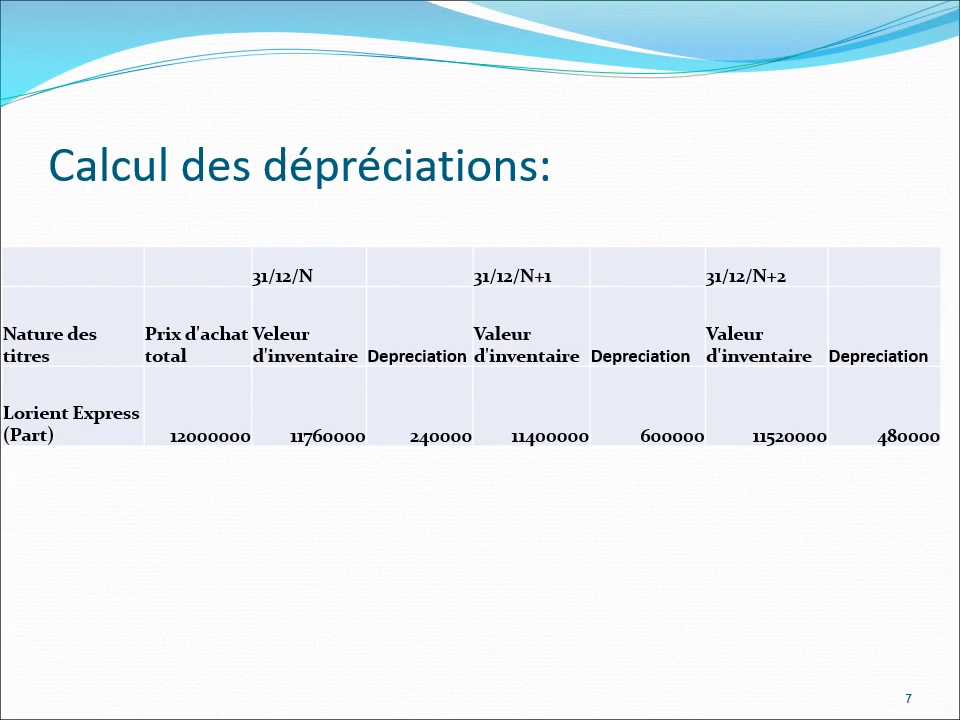 Calcul des dépréciations:
31/12/N 31/12/N+1 31/12/N+2
Nature des titres Prix d'achat total Veleur d'inventaire Depreciation Valeur d'inventaire Depreciation Valeur d'inventaire Depreciation
Lorient Express (Part) 12000000 11760000 240000 11400000 600000 11520000 480000
7